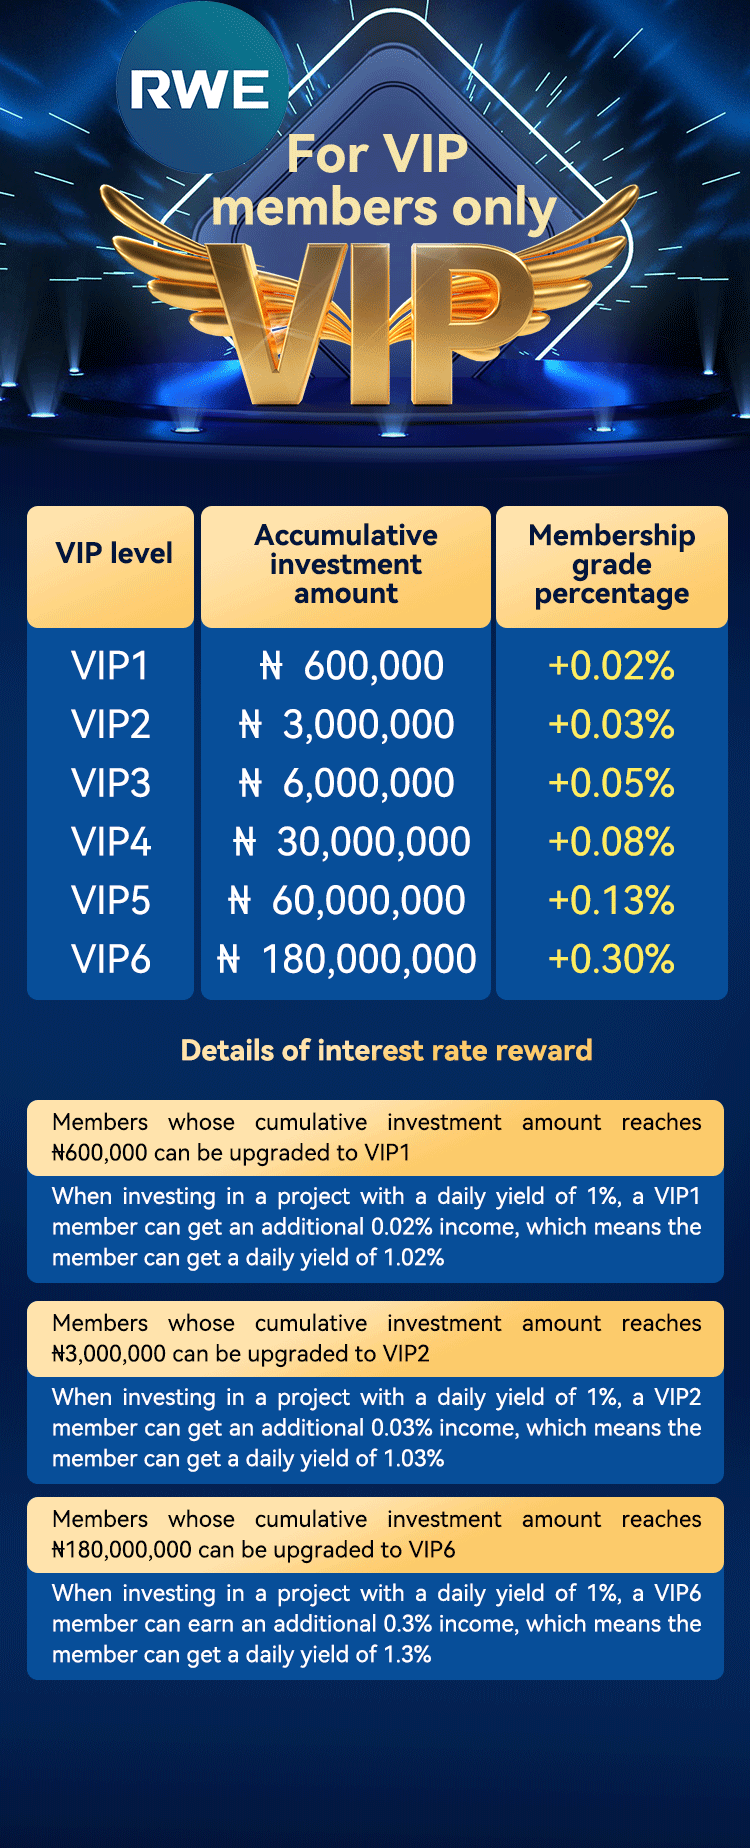 RWE
For VIP
members only
VIP
VIP level
Accumulative
investment
amount
Membership
grade
percentage
VIP1 ₦ 600,000 +0.02%
VIP2 ₦ 3,000,000 +0.03%
VIP3 ₦ 6,000,000 +0.05%
VIP4 ₦ 30,000,000 +0.08%
VIP5 ₦ 60,000,000 +0.13%
VIP6 ₦ 180,000,000 +0.30%
Details of interest rate reward
Members whose cumulative investment amount reaches
₦600,000 can be upgraded to VIP1
When investing in a project with a daily yield of 1%, a VIP1
member can get an additional 0.02% income, which means the
member can get a daily yield of 1.02%
Members whose cumulative investment amount reaches
₦3,000,000 can be upgraded to VIP2
When investing in a project with a daily yield of 1%, a VIP2
member can get an additional 0.03% income, which means the
member can get a daily yield of 1.03%
Members whose cumulative investment amount reaches
₦180,000,000 can be upgraded to VIP6
When investing in a project with a daily yield of 1%, a VIP6
member can earn an additional 0.3% income, which means the
member can get a daily yield of 1.3%